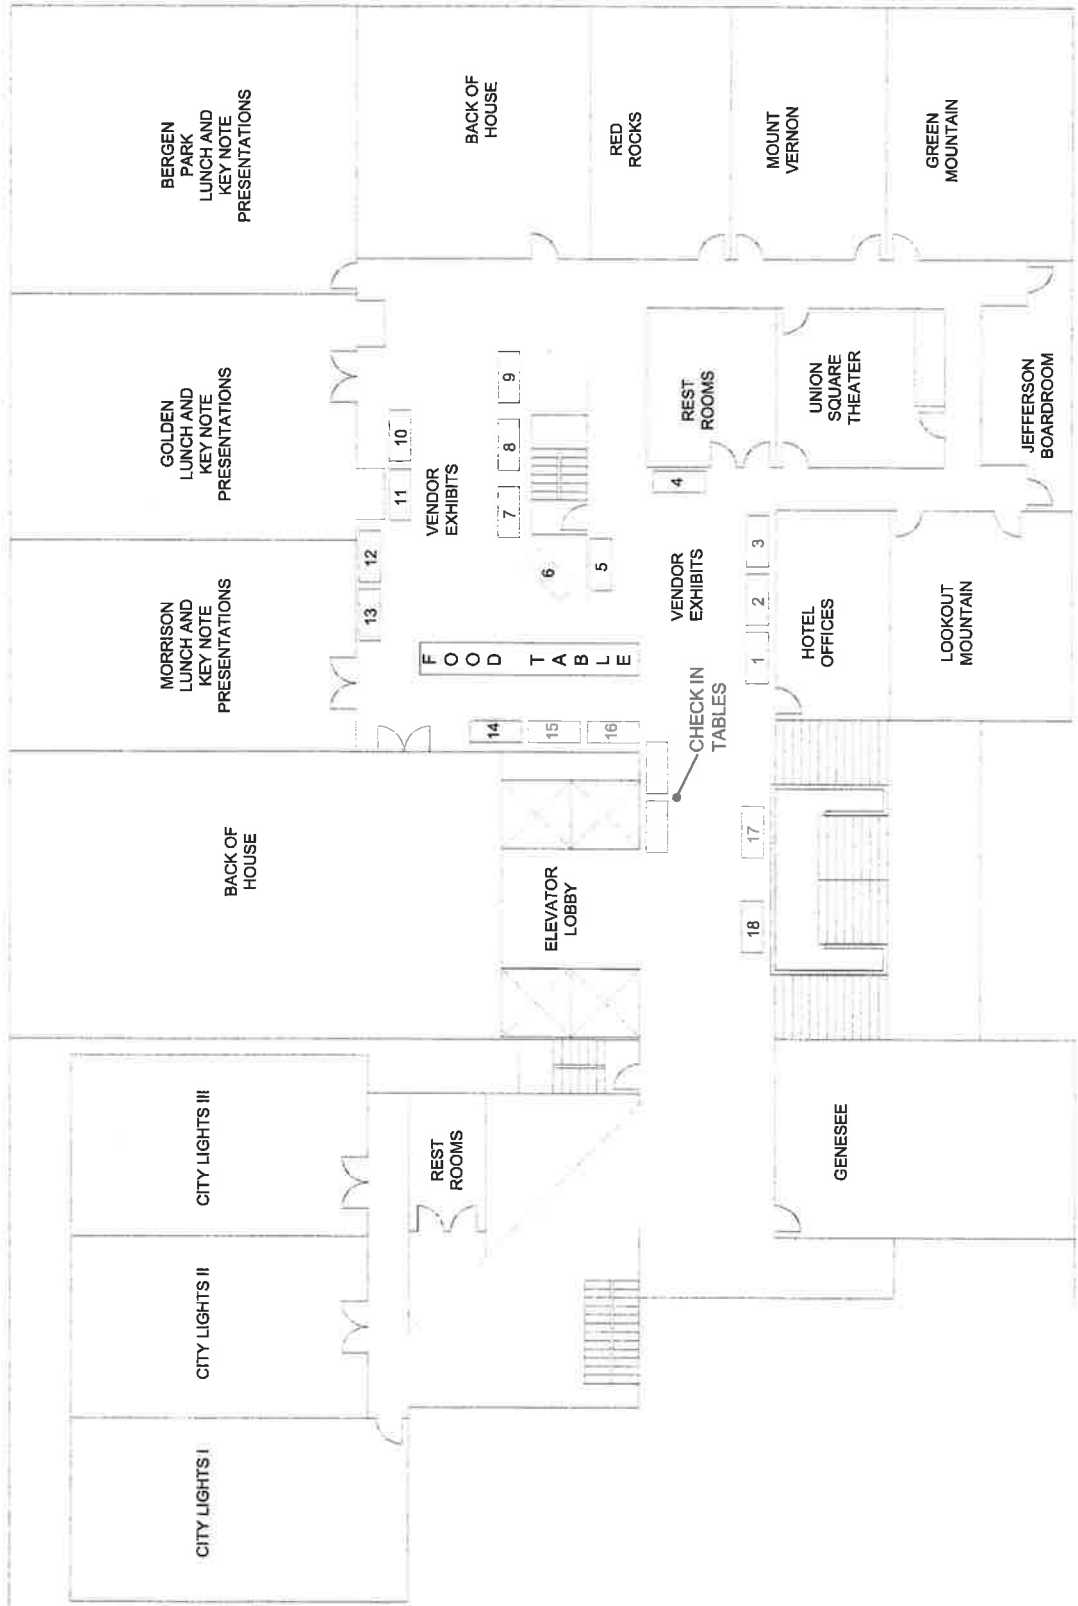 CITY LIGHTS I
CITY LIGHTS II
CITY LIGHTS III
BACK OF
HOUSE
MORRISON
LUNCH AND
KEY NOTE
PRESENTATIONS
GOLDEN
LUNCH AND
KEY NOTE
PRESENTATIONS
BERGEN
PARK
LUNCH AND
KEY NOTE
PRESENTATIONS
13
12
11
10
VENDOR
EXHIBITS
REST
ROOMS
ELEVATOR
LOBBY
14
15
16
FOOD TABLE
6
5
7
8
9
BACK OF
HOUSE
RED
ROCKS
MOUNT
VERNON
GREEN
MOUNTAIN
CHECK IN
TABLES
VENDOR
EXHIBITS
4
REST
ROOMS
18
17
1
2
3
GENESEE
HOTEL
OFFICES
UNION
SQUARE
THEATER
LOOKOUT
MOUNTAIN
JEFFERSON
BOARDROOM